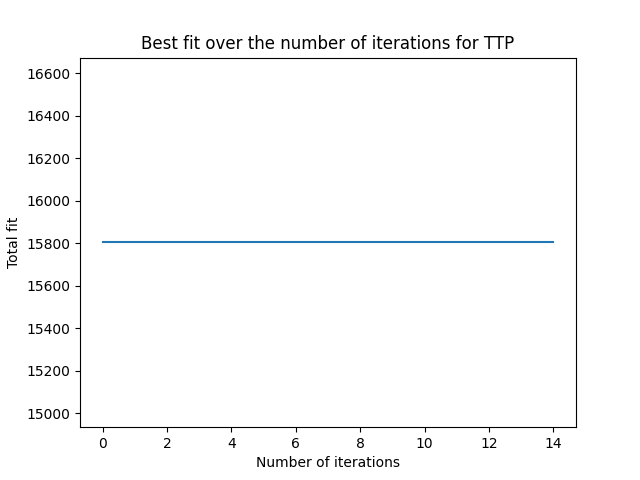 Best fit over the number of iterations for TTP
16600
16400
16200
16000
15800
15600
15400
15200
15000
Total fit
0 2 4 6 8 10 12 14
Number of iterations